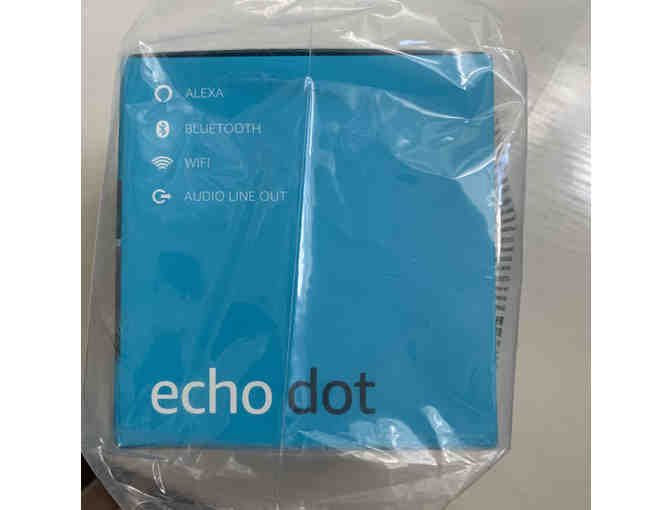 ALEXA
BLUETOOTH
WIFI
AUDIO LINE OUT
echo dot